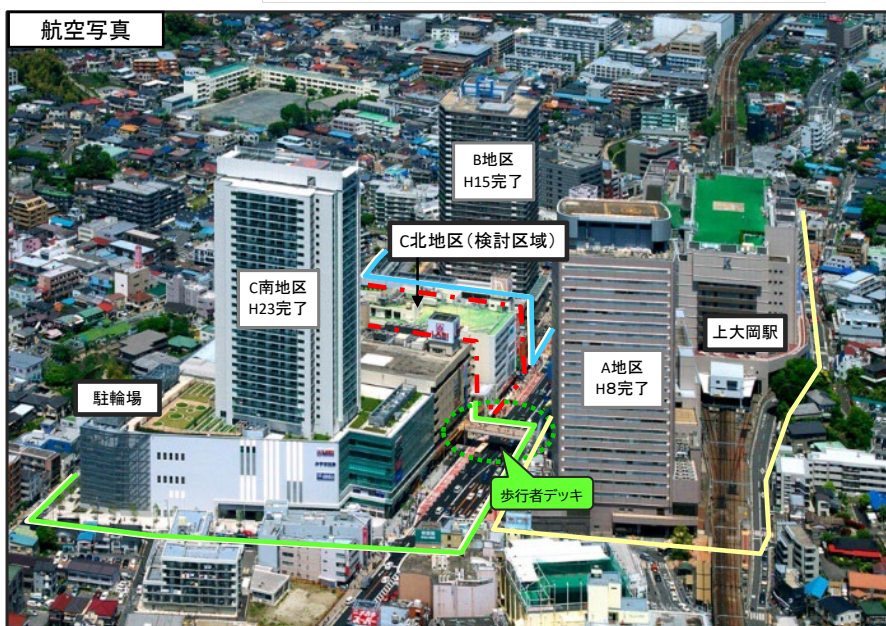 航空写真
B地区
H15完了
C北地区(検討区域)
C南地区
H23完了
上大岡駅
A地区
H8完了
駐輪場
歩行者デッキ